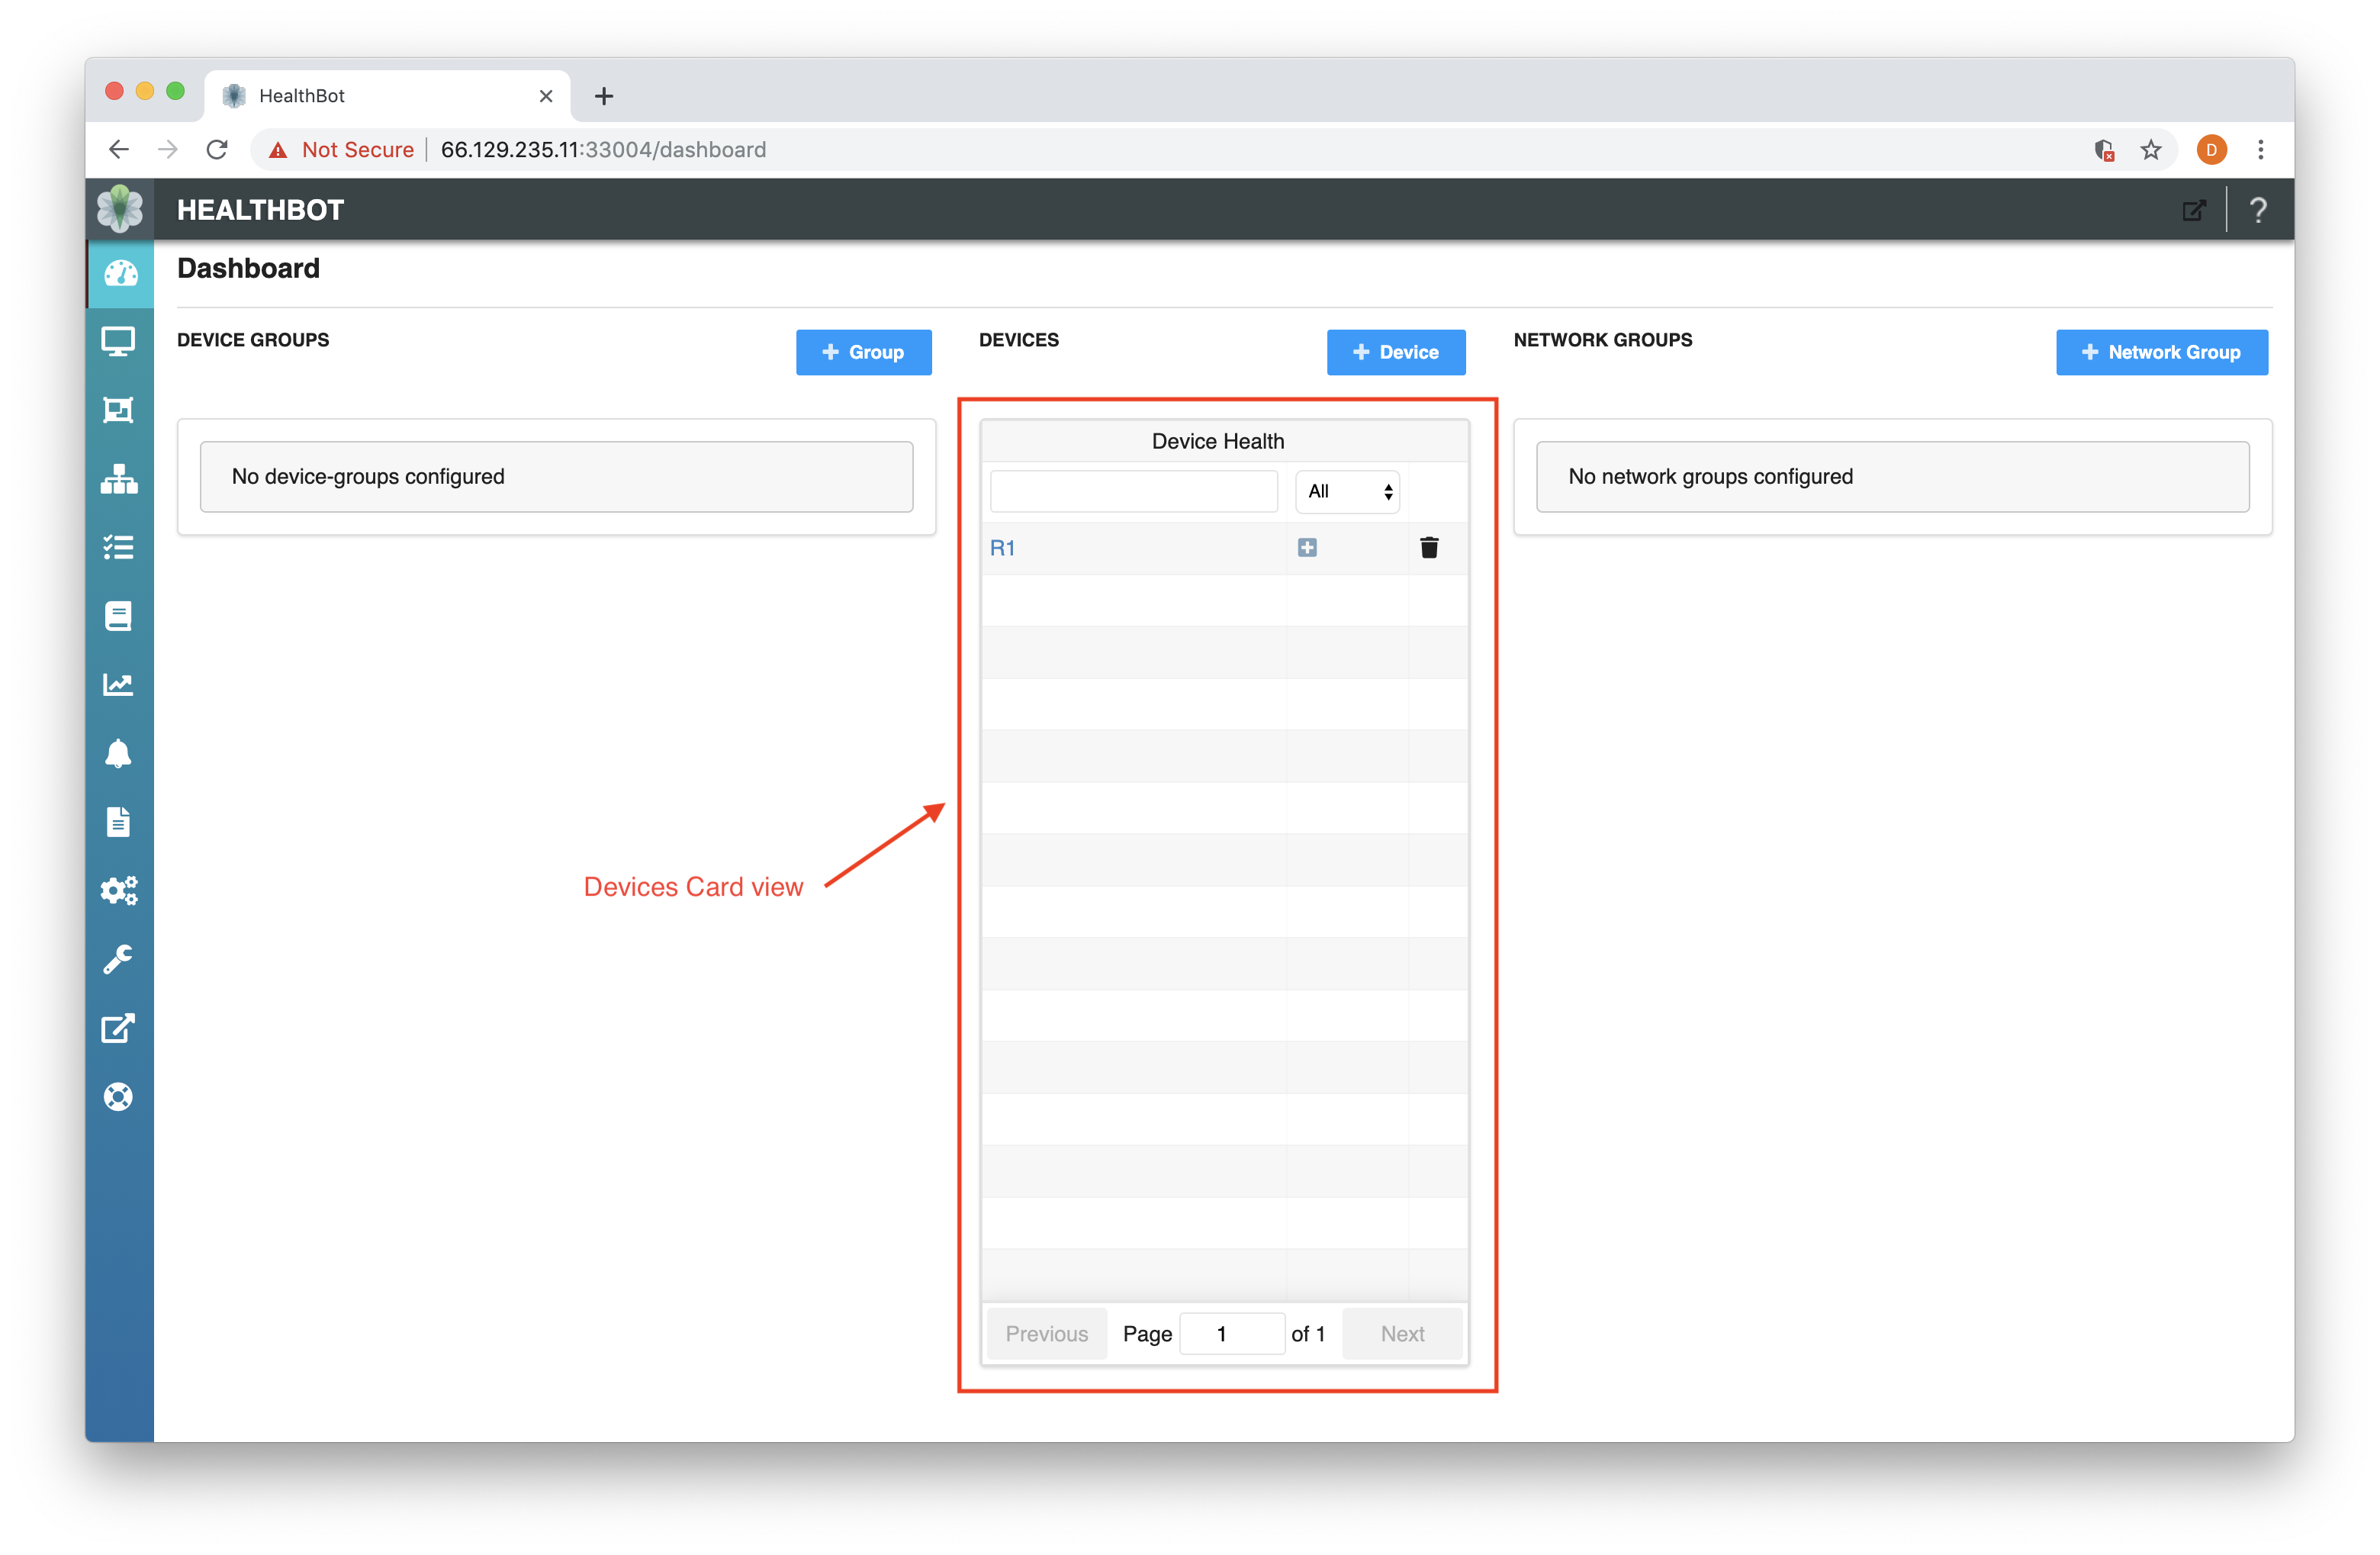 HealthBot
Not Secure 66.129.235.11:33004/dashboard
D
HEALTHBOT
?
Dashboard
DEVICE GROUPS
+ Group
DEVICES
+ Device
NETWORK GROUPS
+ Network Group
No device-groups configured
Device Health
All
R1
No network groups configured
Devices Card view
Previous Page 1 of 1 Next